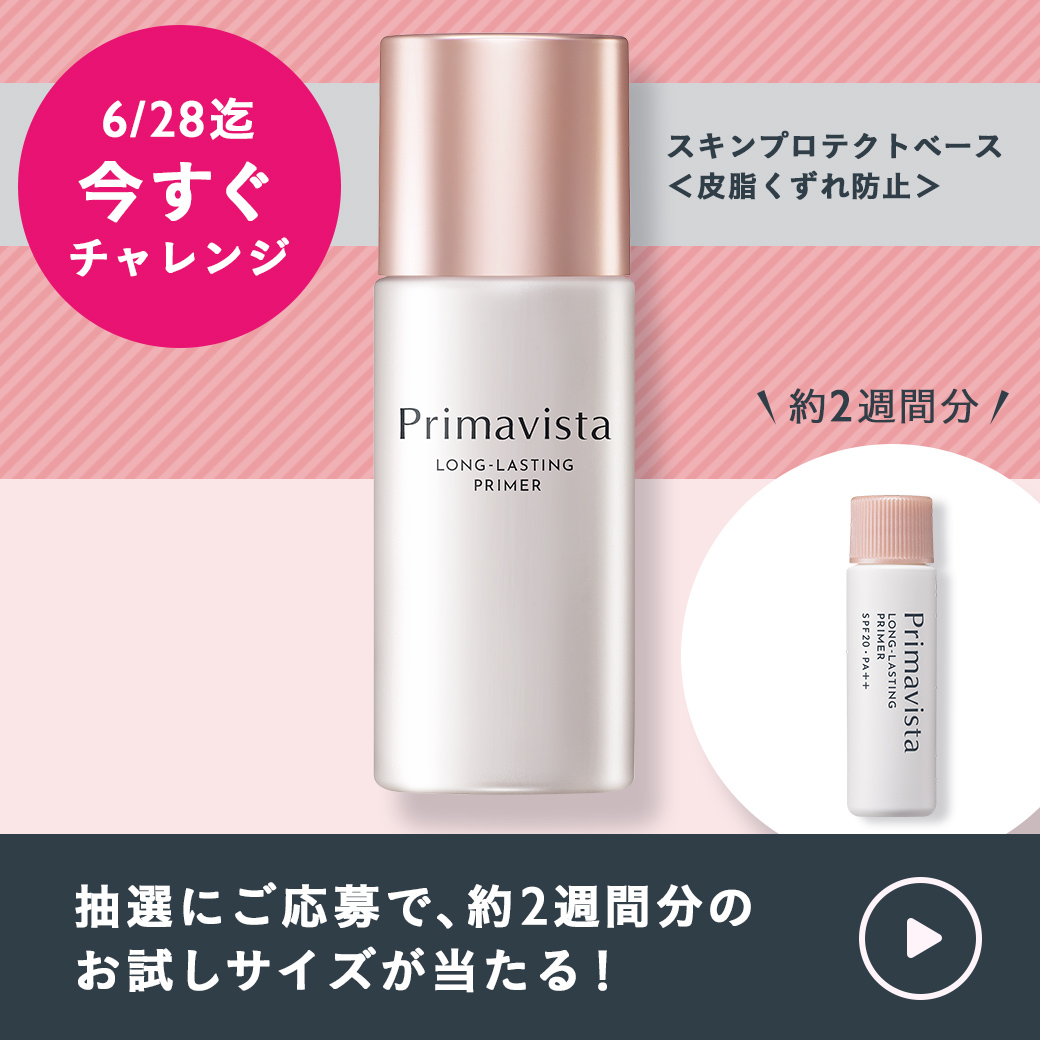 6/28迄
今すぐ
チャレンジ
スキンプロテクトベース
＜皮脂くずれ防止＞
Primavista
LONG-LASTING
PRIMER
約2週間分
Primavista
LONG-LASTING
PRIMER
SPF20・PA++
抽選にご応募で、約2週間分の
お試しサイズが当たる！